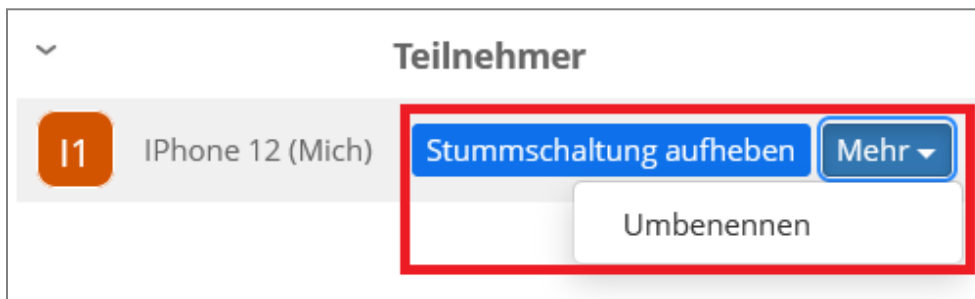 Teilnehmer
I1 IPhone 12 (Mich) Stummschaltung aufheben Mehr
Umbenennen